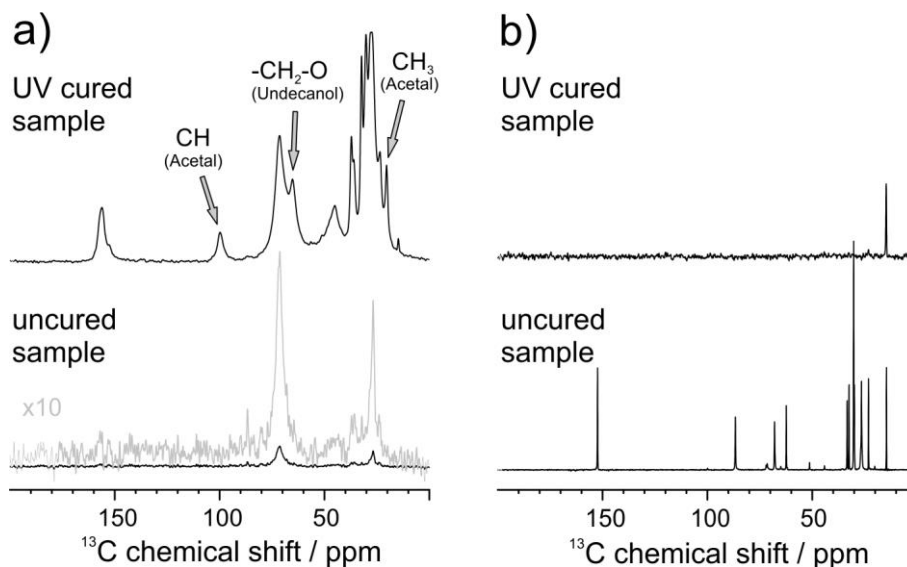 a)
UV cured
sample
-CH₂-O
(Undecanol)
CH₃
(Acetal)
CH
(Acetal)
uncured
sample
x10
150 100 50
¹³C chemical shift / ppm
b)
UV cured
sample
uncured
sample
150 100 50
¹³C chemical shift / ppm